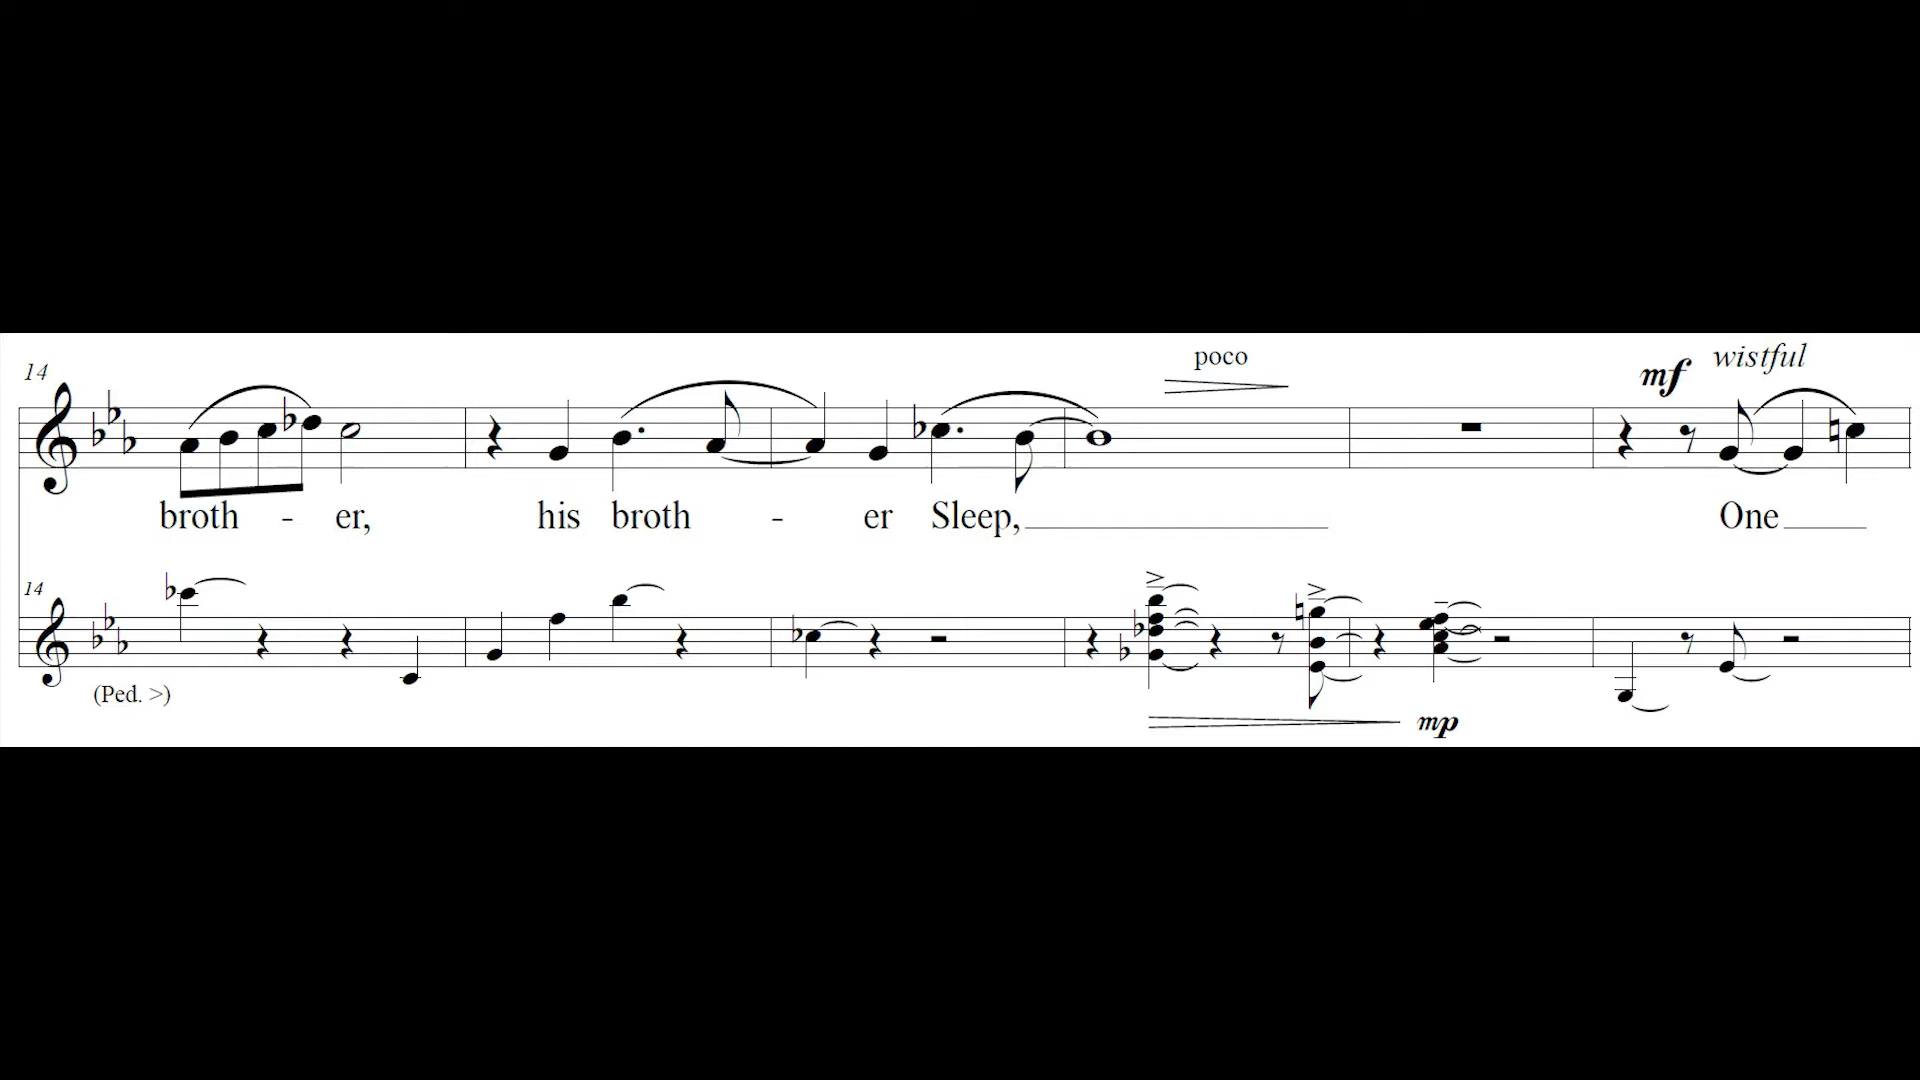 14
poco
mf wistful
broth - er, his broth - er Sleep, One
14
(Ped. >)
mp